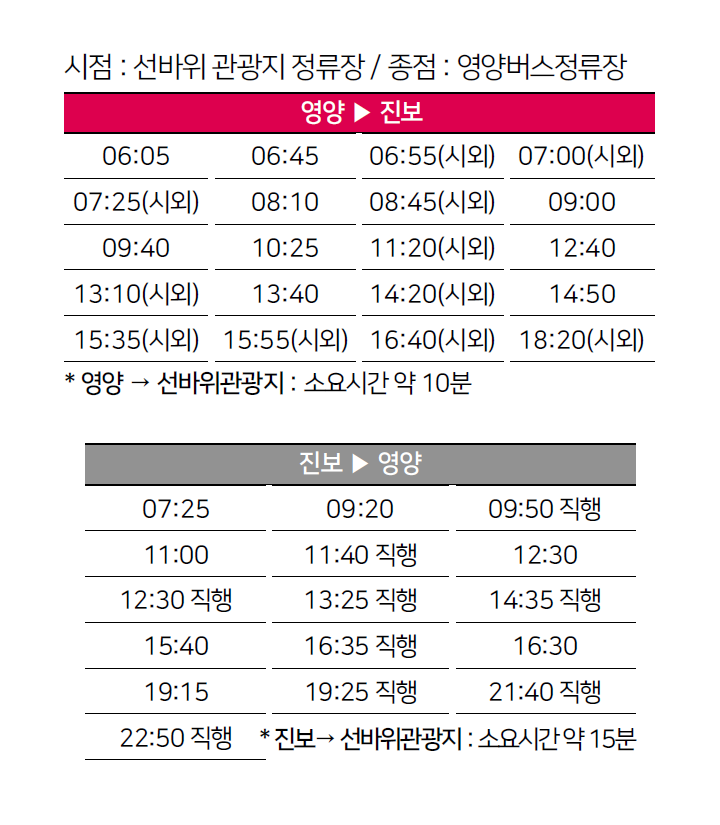 시점 : 선바위 관광지 정류장 / 종점 : 영양버스정류장
영양 ▶ 진보
06:05 06:45 06:55(시외) 07:00(시외)
07:25(시외) 08:10 08:45(시외) 09:00
09:40 10:25 11:20(시외) 12:40
13:10(시외) 13:40 14:20(시외) 14:50
15:35(시외) 15:55(시외) 16:40(시외) 18:20(시외)
* 영양 → 선바위관광지 : 소요시간 약 10분
진보 ▶ 영양
07:25 09:20 09:50 직행
11:00 11:40 직행 12:30
12:30 직행 13:25 직행 14:35 직행
15:40 16:35 직행 16:30
19:15 19:25 직행 21:40 직행
22:50 직행 * 진보→ 선바위관광지 : 소요시간 약 15분